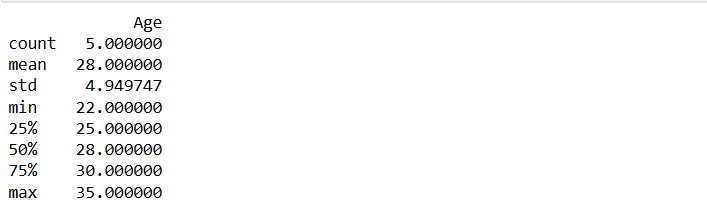 Age
count 5.000000
mean 28.000000
std 4.949747
min 22.000000
25% 25.000000
50% 28.000000
75% 30.000000
max 35.000000